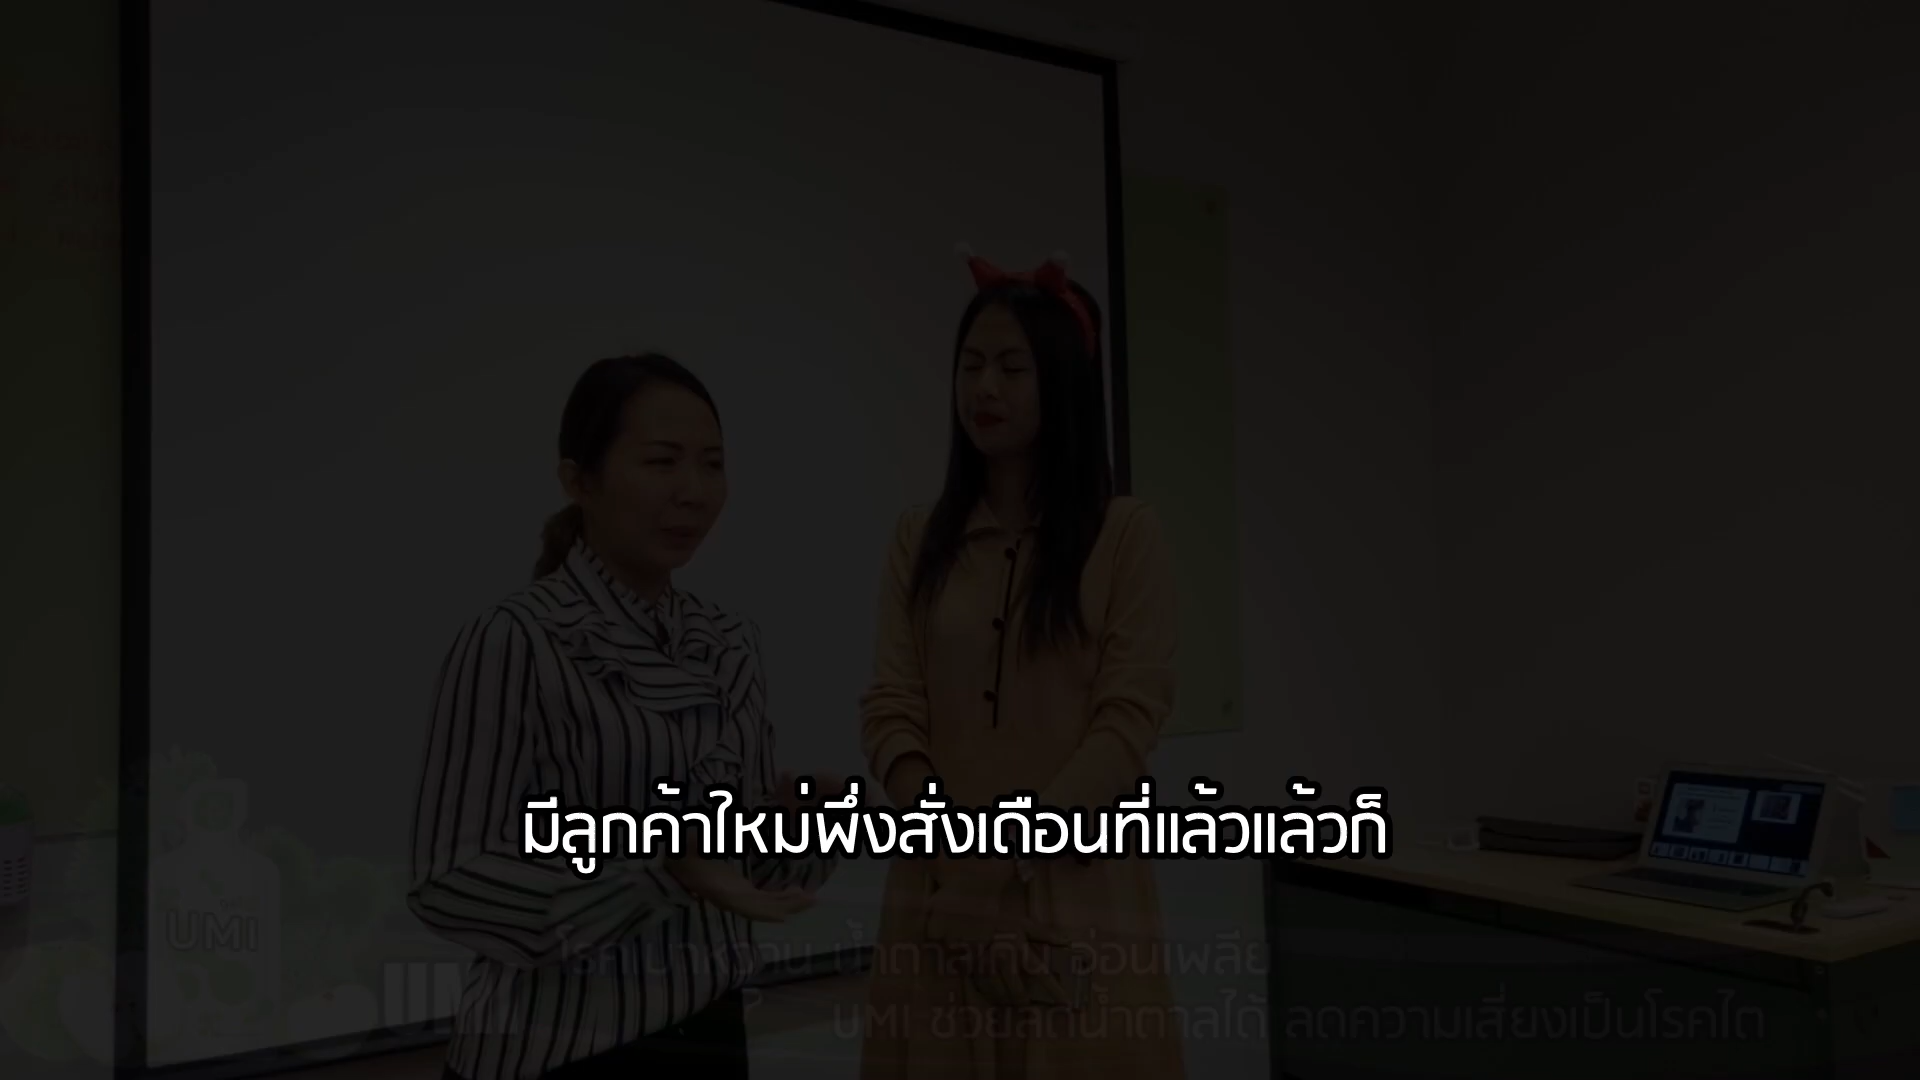 มีลูกค้าใหม่พึ่งสั่งเดือนที่แล้วแล้วก็
UMI
โรคเบาหวาน น้ำตาลเกิน อ่อนเพลีย
UMI ช่วยลดน้ำตาลได้ ลดความเสี่ยงเป็นโรคไต